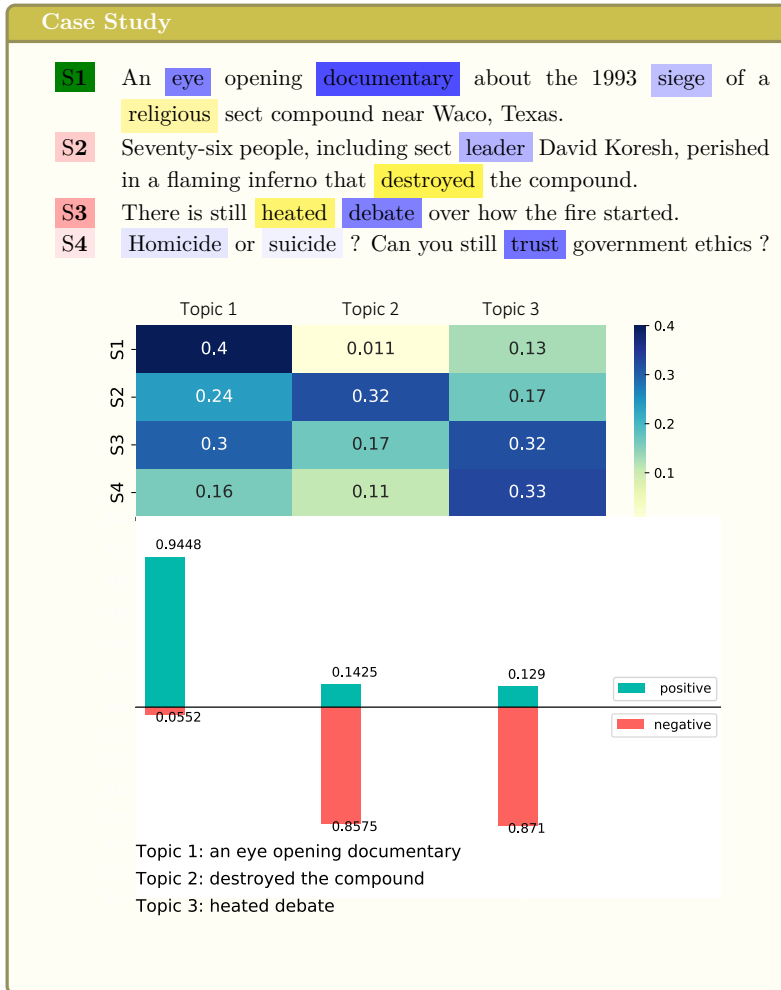 Case Study
S1 An eye opening documentary about the 1993 siege of a
religious sect compound near Waco, Texas.
S2 Seventy-six people, including sect leader David Koresh, perished
in a flaming inferno that destroyed the compound.
S3 There is still heated debate over how the fire started.
S4 Homicide or suicide ? Can you still trust government ethics ?
Topic 1 Topic 2 Topic 3
S1 0.4 0.011 0.13 0.4
S2 0.24 0.32 0.17 0.3
S3 0.3 0.17 0.32 0.2
S4 0.16 0.11 0.33 0.1
0.9448
0.1425 0.129
positive
0.0552
negative
0.8575 0.871
Topic 1: an eye opening documentary
Topic 2: destroyed the compound
Topic 3: heated debate